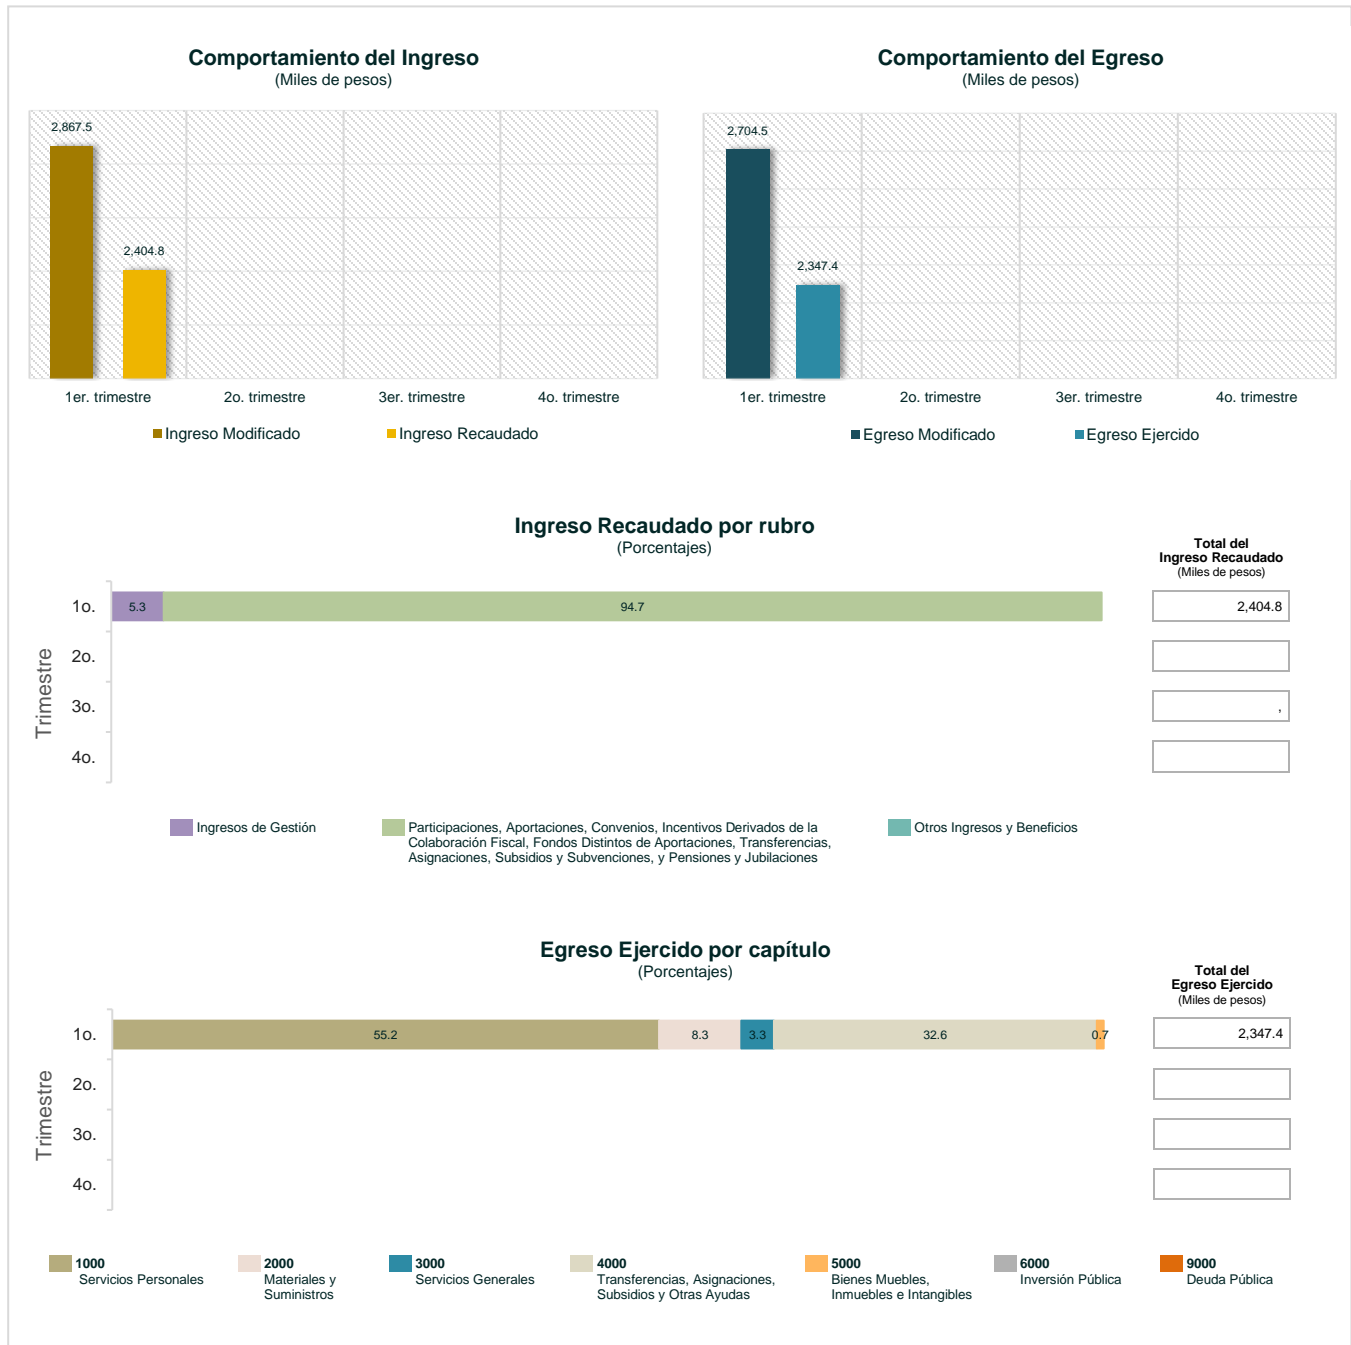 Comportamiento del Ingreso
(Miles de pesos)
2,867.5
2,404.8
1er. trimestre
2o. trimestre
3er. trimestre
4o. trimestre
Ingreso Modificado
Ingreso Recaudado
Comportamiento del Egreso
(Miles de pesos)
2,704.5
2,347.4
1er. trimestre
2o. trimestre
3er. trimestre
4o. trimestre
Egreso Modificado
Egreso Ejercido
Ingreso Recaudado por rubro
(Porcentajes)
Total del
Ingreso Recaudado
(Miles de pesos)
Trimestre
1o.
5.3
94.7
2,404.8
2o.
3o.
,
4o.
Ingresos de Gestión
Participaciones, Aportaciones, Convenios, Incentivos Derivados de la
Colaboración Fiscal, Fondos Distintos de Aportaciones, Transferencias,
Asignaciones, Subsidios y Subvenciones, y Pensiones y Jubilaciones
Otros Ingresos y Beneficios
Egreso Ejercido por capítulo
(Porcentajes)
Total del
Egreso Ejercido
(Miles de pesos)
Trimestre
1o.
55.2
8.3
3.3
32.6
0.7
2,347.4
2o.
3o.
4o.
1000
Servicios Personales
2000
Materiales y
Suministros
3000
Servicios Generales
4000
Transferencias, Asignaciones,
Subsidios y Otras Ayudas
5000
Bienes Muebles,
Inmuebles e Intangibles
6000
Inversión Pública
9000
Deuda Pública